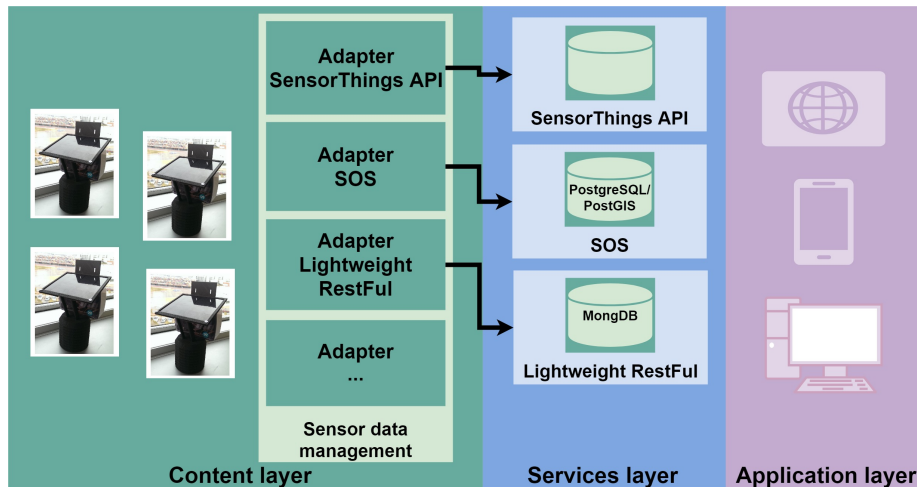 Adapter
SensorThings API
Adapter
SOS
Adapter
Lightweight
RestFul
Adapter
...
Sensor data
management
Content layer
SensorThings API
PostgreSQL/
PostGIS
SOS
MongDB
Lightweight RestFul
Services layer
Application layer